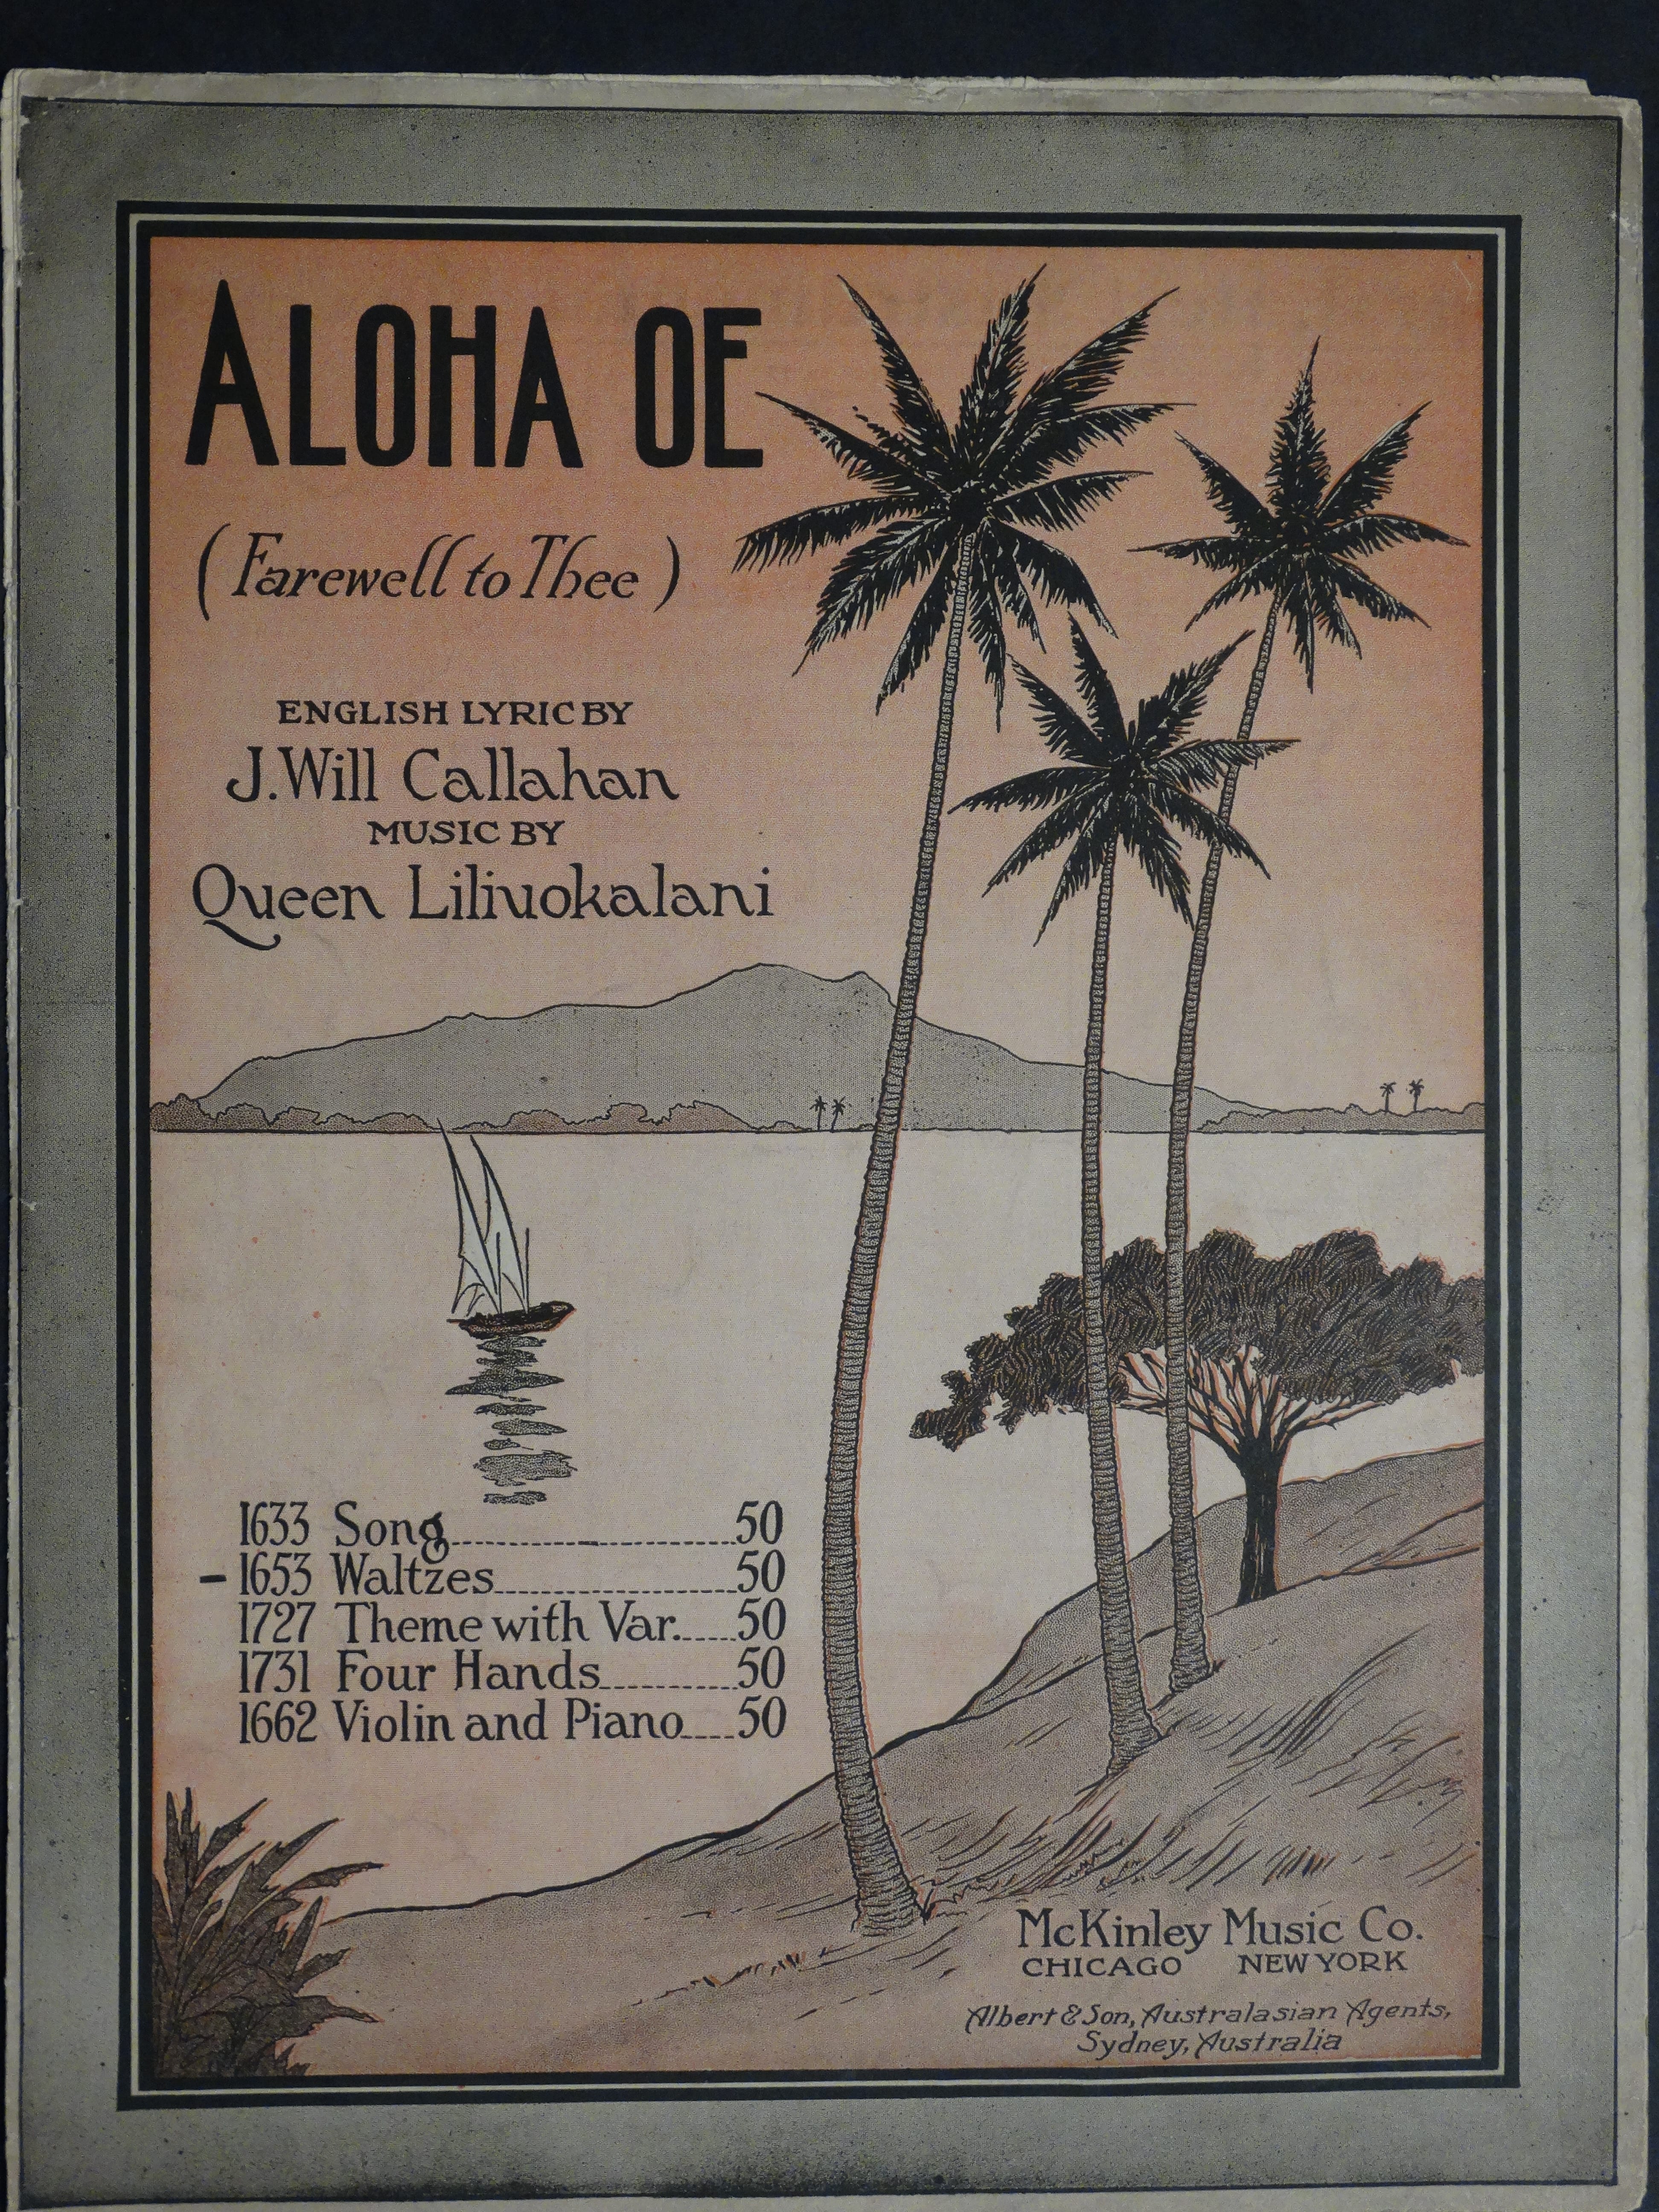 ALOHA OE
(Farewell to Thee)
ENGLISH LYRIC BY
J. Will Callahan
MUSIC BY
Queen Liliuokalani
1633 Song 50
– 1653 Waltzes 50
1727 Theme with Var. 50
1731 Four Hands 50
1662 Violin and Piano 50
McKinley Music Co.
CHICAGO NEW YORK
Albert & Son, Australasian Agents,
Sydney, Australia